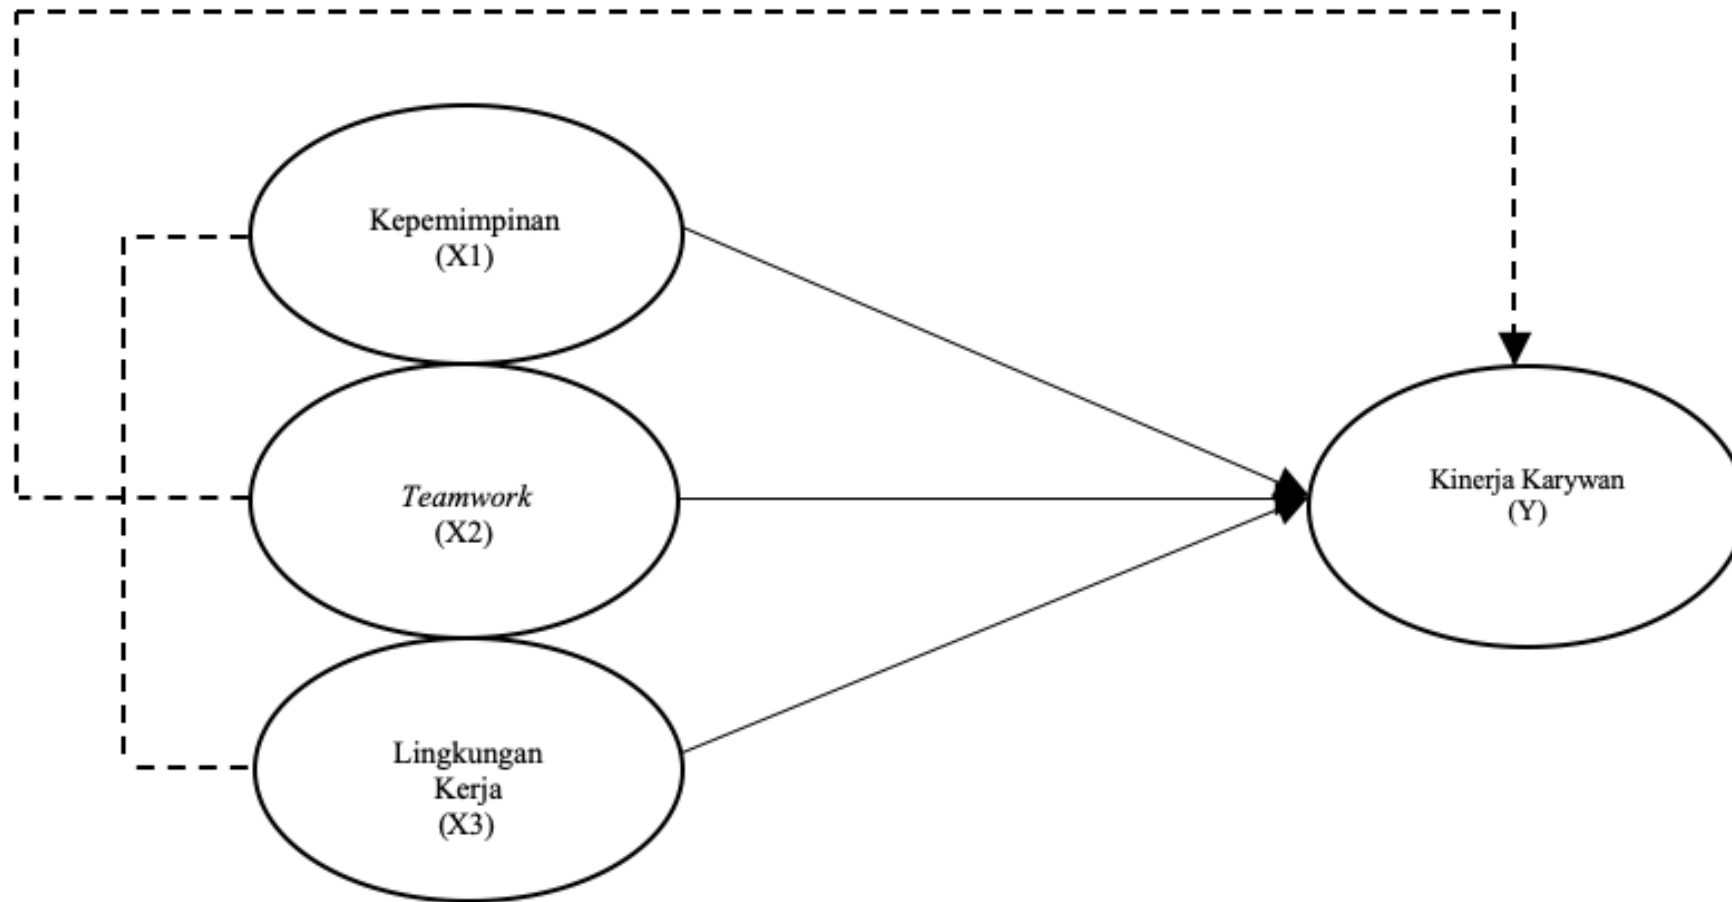 Kepemimpinan
(X1)
Teamwork
(X2)
Lingkungan
Kerja
(X3)
Kinerja Karywan
(Y)